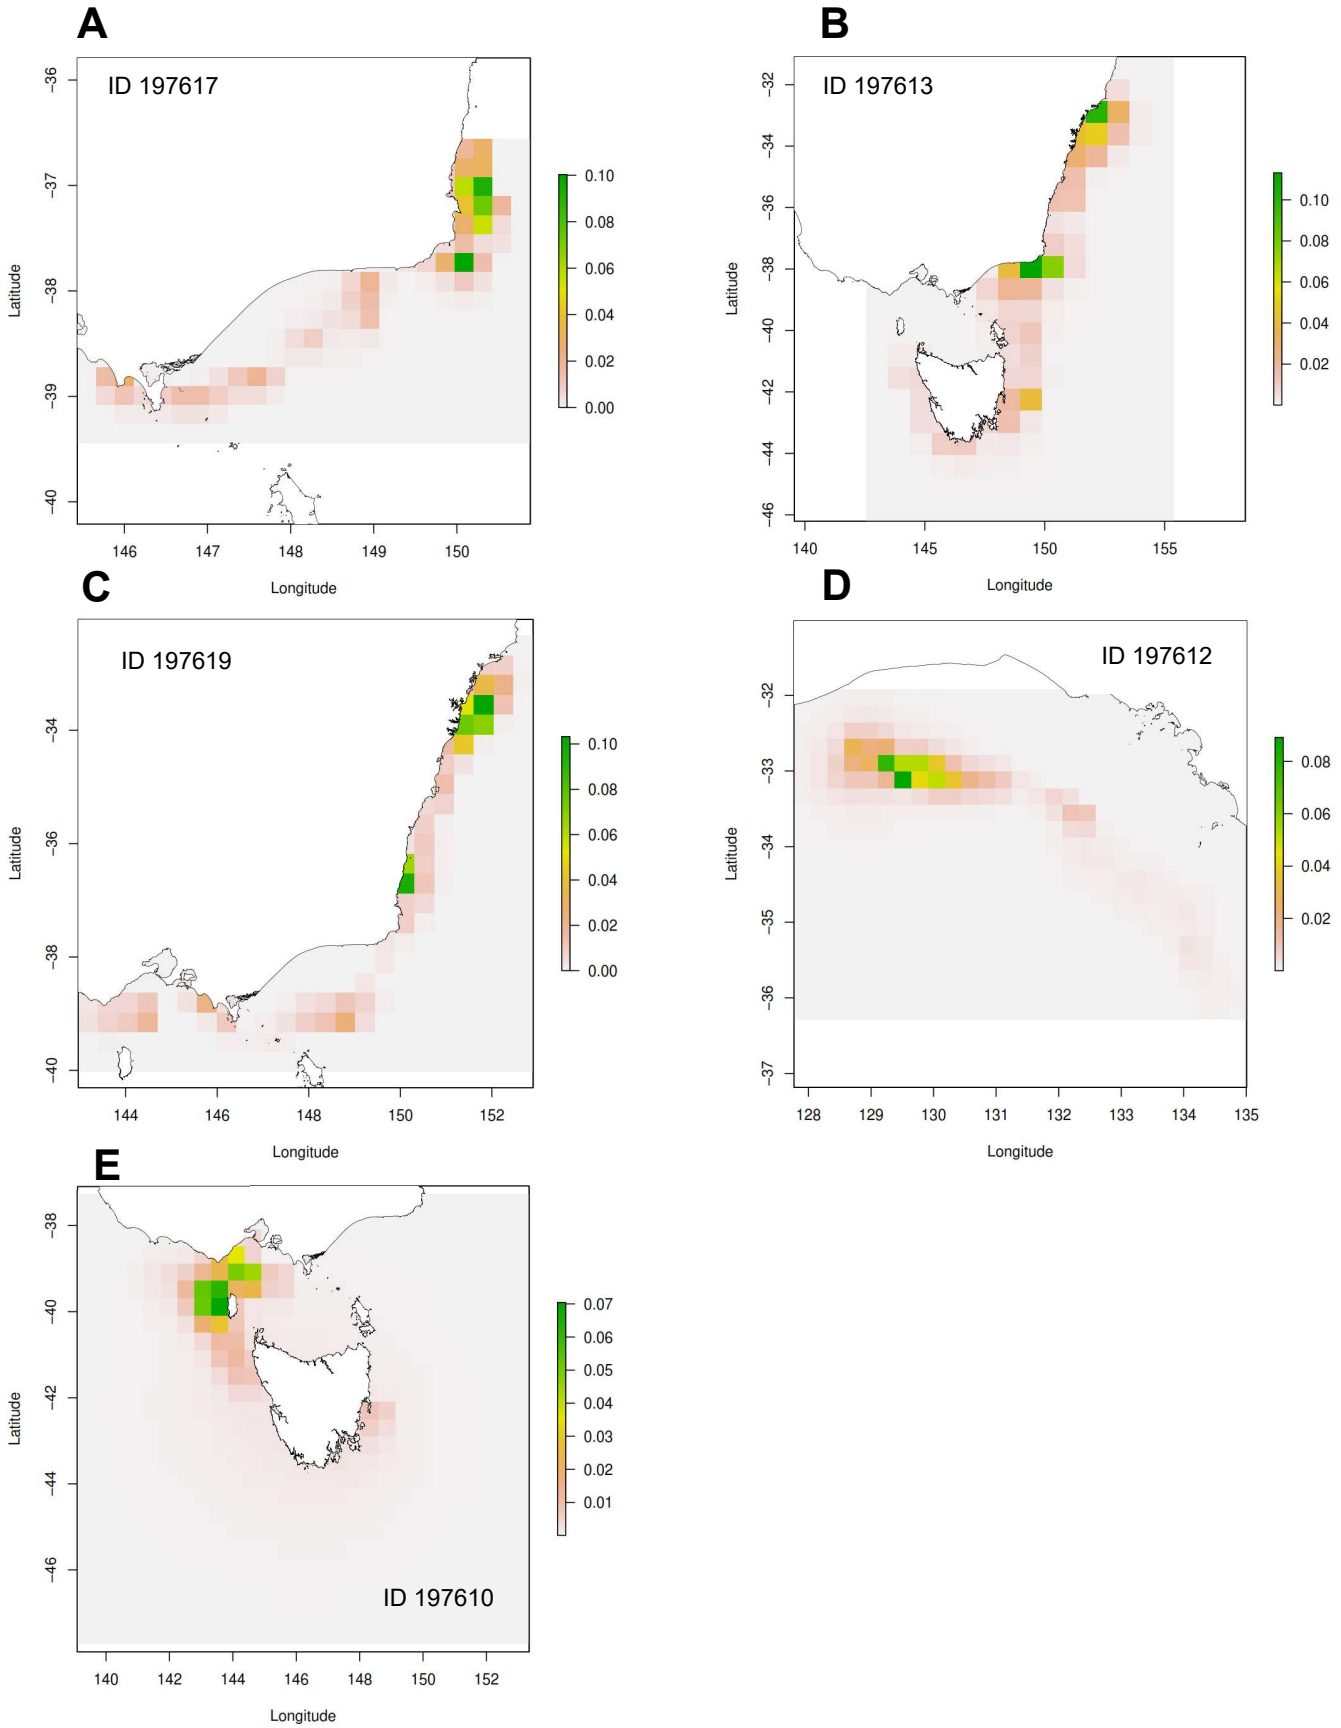 A
ID 197617
-36
-37
-38
-39
-40
Latitude
146 147 148 149 150
Longitude
0.10
0.08
0.06
0.04
0.02
0.00
B
ID 197613
-32
-34
-36
-38
-40
-42
-44
-46
Latitude
140 145 150 155
Longitude
0.10
0.08
0.06
0.04
0.02
C
ID 197619
-34
-36
-38
-40
Latitude
144 146 148 150 152
Longitude
0.10
0.08
0.06
0.04
0.02
0.00
D
ID 197612
-32
-33
-34
-35
-36
-37
Latitude
128 129 130 131 132 133 134 135
Longitude
0.08
0.06
0.04
0.02
E
-38
-40
-42
-44
-46
Latitude
ID 197610
140 142 144 146 148 150 152
Longitude
0.07
0.06
0.05
0.04
0.03
0.02
0.01